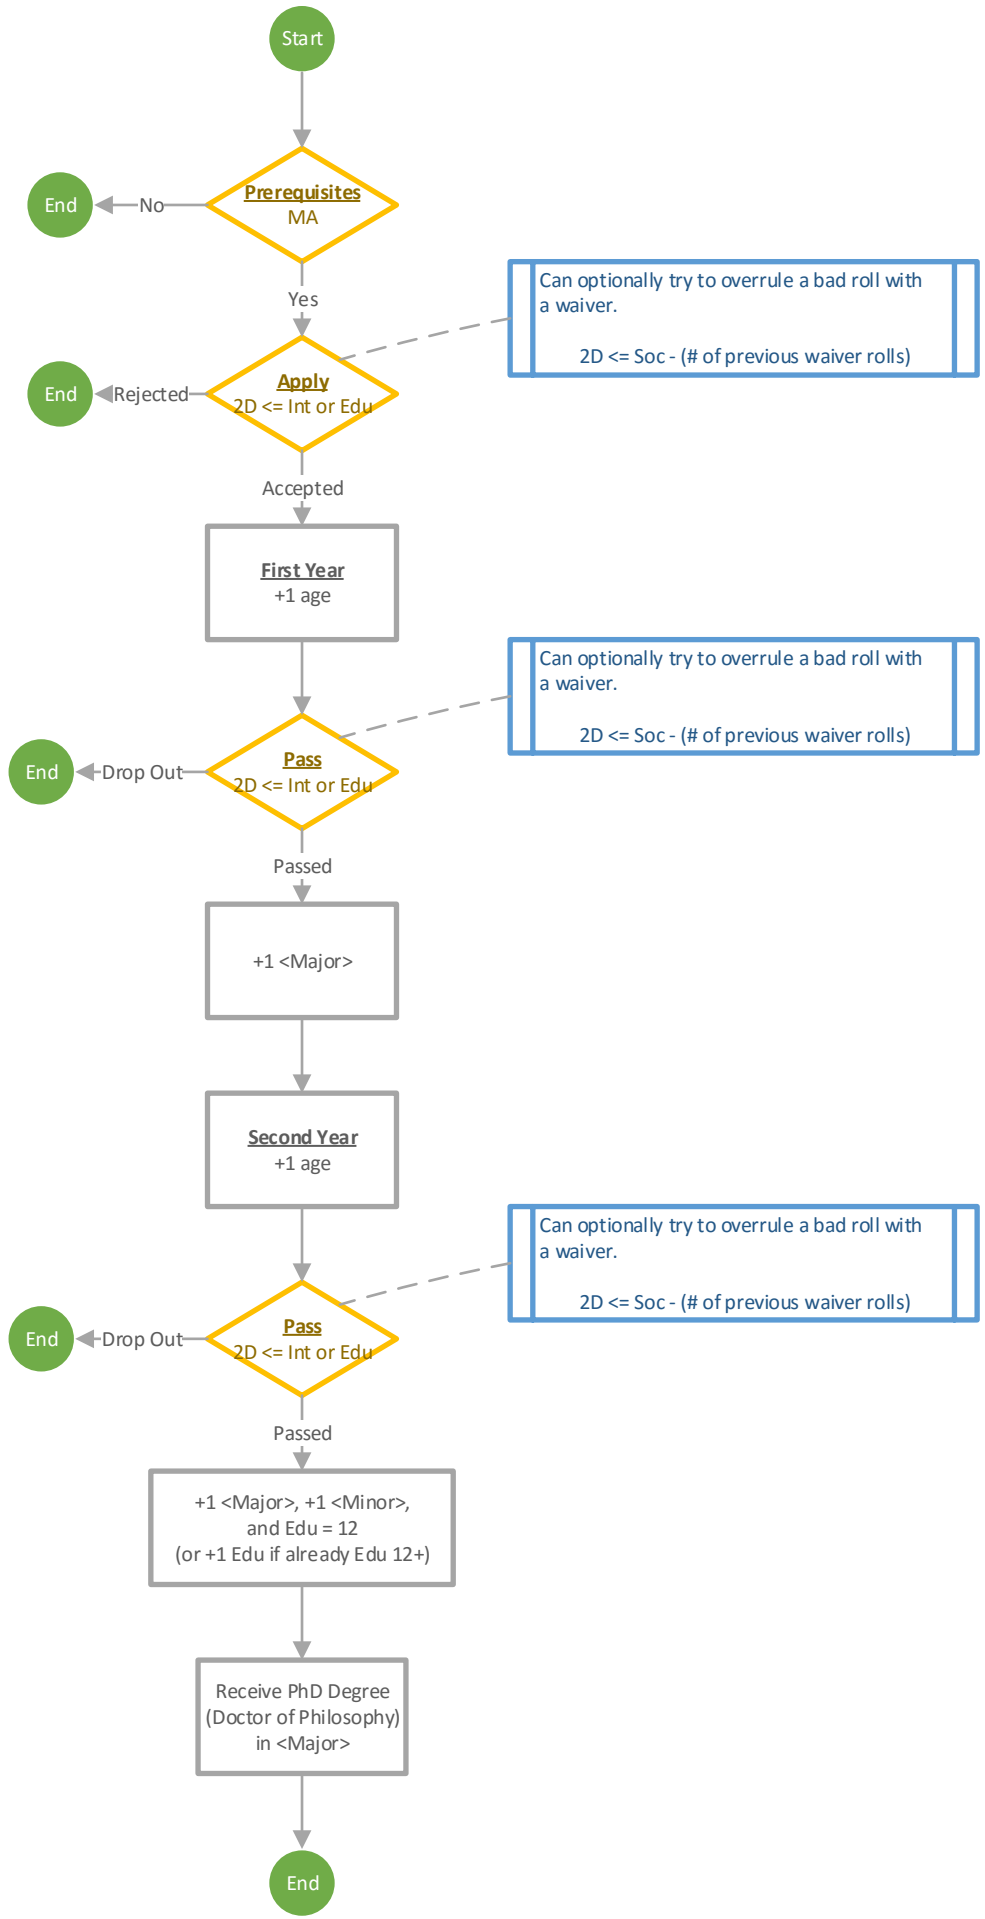 Start
Prerequisites
MA
No
End
Yes
Can optionally try to overrule a bad roll with
a waiver.
2D <= Soc - (# of previous waiver rolls)
Apply
2D <= Int or Edu
Rejected
End
Accepted
First Year
+1 age
Can optionally try to overrule a bad roll with
a waiver.
2D <= Soc - (# of previous waiver rolls)
Pass
2D <= Int or Edu
Drop Out
End
Passed
+1 <Major>
Second Year
+1 age
Can optionally try to overrule a bad roll with
a waiver.
2D <= Soc - (# of previous waiver rolls)
Pass
2D <= Int or Edu
Drop Out
End
Passed
+1 <Major>, +1 <Minor>,
and Edu = 12
(or +1 Edu if already Edu 12+)
Receive PhD Degree
(Doctor of Philosophy)
in <Major>
End